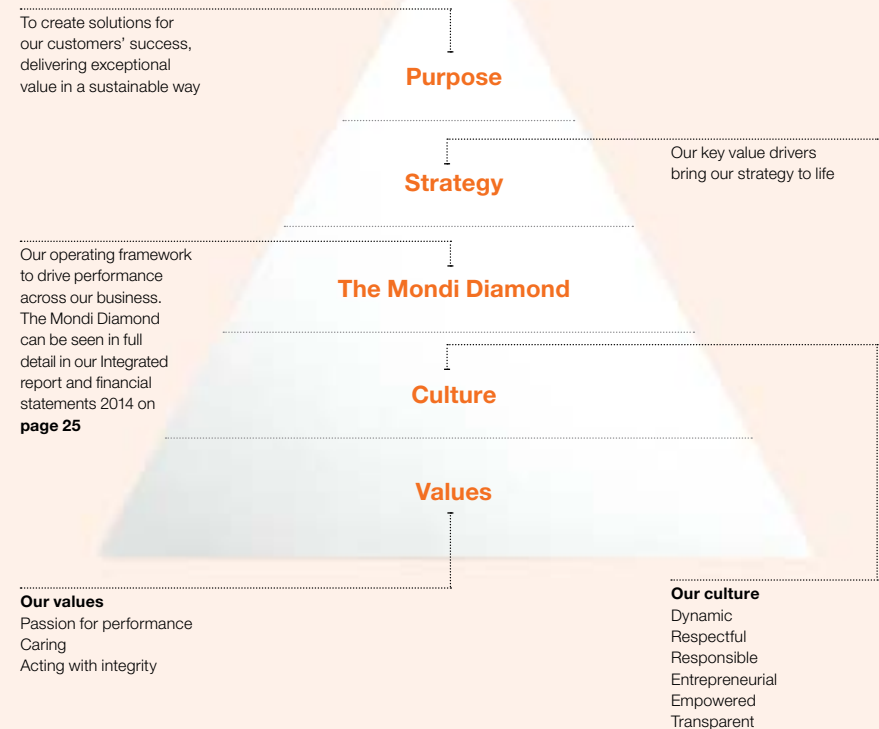 To create solutions for
our customers’ success,
delivering exceptional
value in a sustainable way
Purpose
Strategy
Our key value drivers
bring our strategy to life
Our operating framework
to drive performance
across our business.
The Mondi Diamond
can be seen in full
detail in our Integrated
report and financial
statements 2014 on
page 25
The Mondi Diamond
Culture
Values
Our values
Passion for performance
Caring
Acting with integrity
Our culture
Dynamic
Respectful
Responsible
Entrepreneurial
Empowered
Transparent